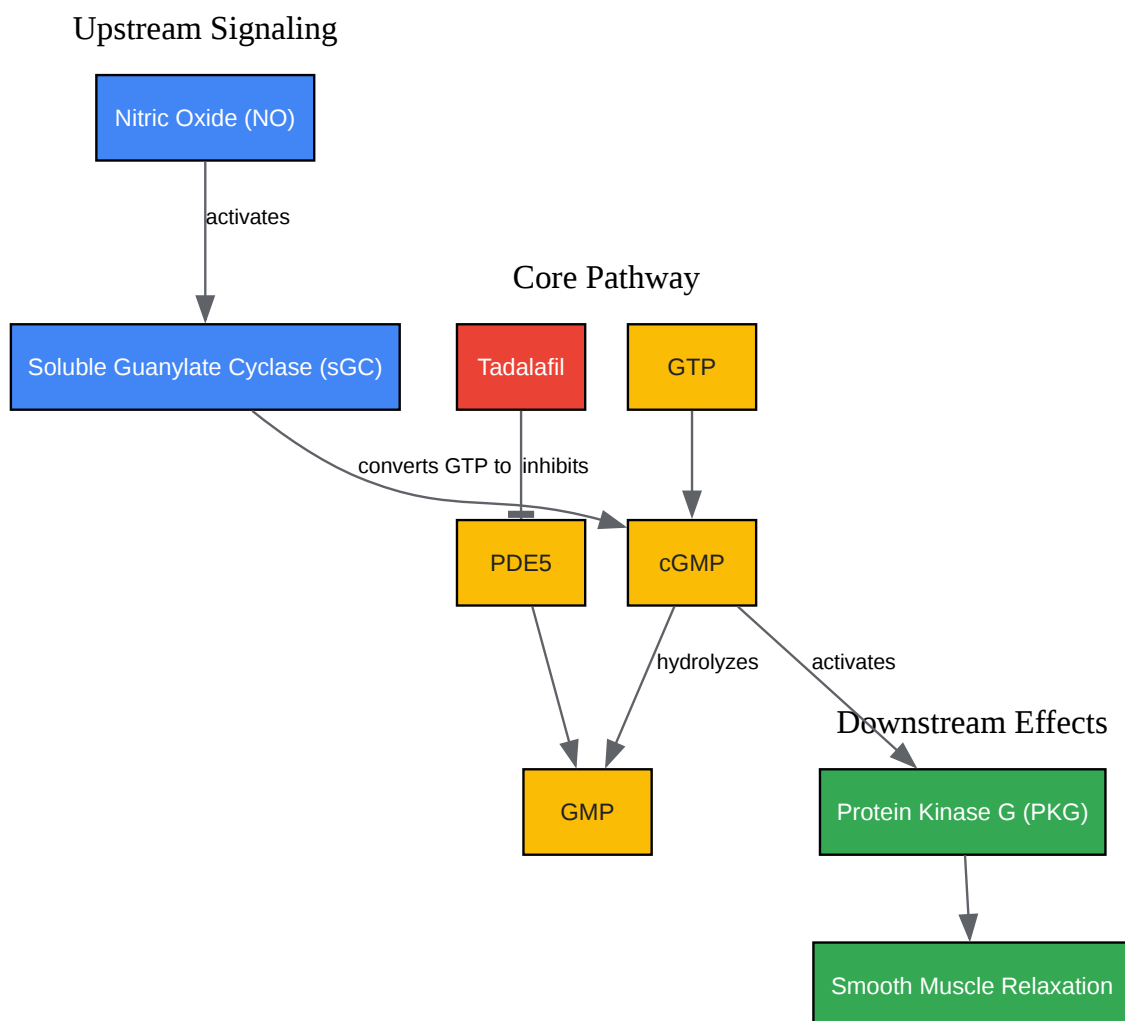 Upstream Signaling
Nitric Oxide (NO)
activates
Core Pathway
Soluble Guanylate Cyclase (sGC)
Tadalafil
GTP
converts GTP to
inhibits
PDE5
cGMP
hydrolyzes
activates
Downstream Effects
GMP
Protein Kinase G (PKG)
Smooth Muscle Relaxation